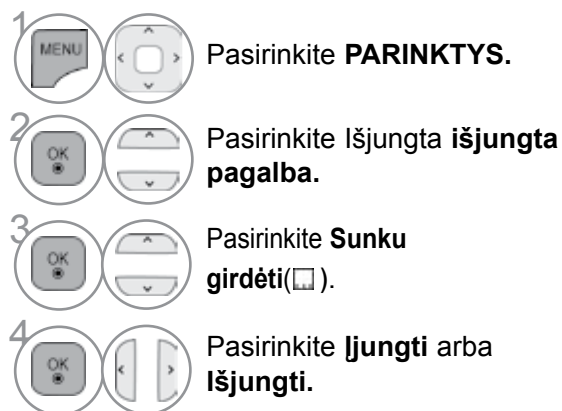 1
MENU
Pasirinkite PARINKTYS.
2
OK
Pasirinkite Išjungta išjungta
pagalba.
3
OK
Pasirinkite Sunku
girdėti( ).
4
OK
Pasirinkite Įjungti arba
Išjungti.